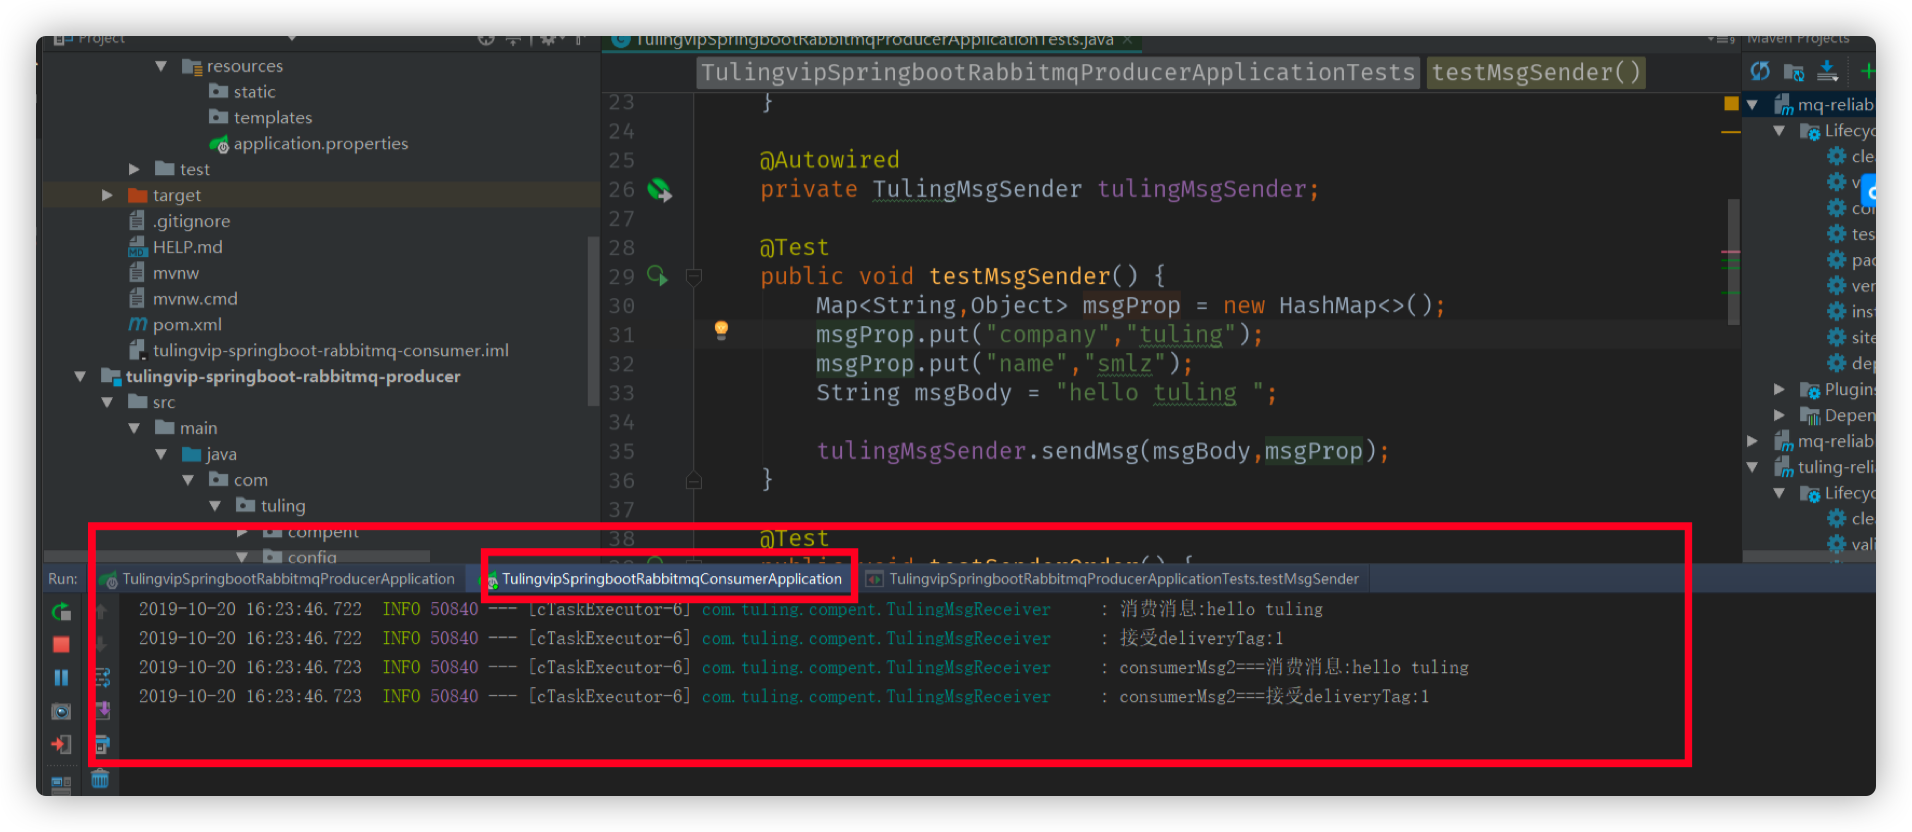 Project
resources
static
templates
application.properties
test
target
.gitignore
HELP.md
mvnw
mvnw.cmd
pom.xml
tulingvip-springboot-rabbitmq-consumer.iml
tulingvip-springboot-rabbitmq-producer
src
main
java
com
tuling
compent
config
TulingvipSpringbootRabbitmqProducerApplicationTests.java
TulingvipSpringbootRabbitmqProducerApplicationTests testMsgSender()
23 }
24
25 @Autowired
26 private TulingMsgSender tulingMsgSender;
27
28 @Test
29 public void testMsgSender() {
30 Map<String,Object> msgProp = new HashMap<>();
31 msgProp.put("company","tuling");
32 msgProp.put("name","smlz");
33 String msgBody = "hello tuling ";
34
35 tulingMsgSender.sendMsg(msgBody,msgProp);
36 }
37
38 @Test
public void testSenderOrder() {
Maven Projects
mq-reliab
Lifecyc
cle
v
co
tes
pac
ver
inst
site
dep
Plugins
Depen
mq-reliab
tuling-reli
Lifecyc
cle
vali
Run: TulingvipSpringbootRabbitmqProducerApplication TulingvipSpringbootRabbitmqConsumerApplication TulingvipSpringbootRabbitmqProducerApplicationTests.testMsgSender
2019-10-20 16:23:46.722 INFO 50840 --- [cTaskExecutor-6] com.tuling.compent.TulingMsgReceiver : 消费消息:hello tuling
2019-10-20 16:23:46.722 INFO 50840 --- [cTaskExecutor-6] com.tuling.compent.TulingMsgReceiver : 接受deliveryTag:1
2019-10-20 16:23:46.723 INFO 50840 --- [cTaskExecutor-6] com.tuling.compent.TulingMsgReceiver : consumerMsg2===消费消息:hello tuling
2019-10-20 16:23:46.723 INFO 50840 --- [cTaskExecutor-6] com.tuling.compent.TulingMsgReceiver : consumerMsg2===接受deliveryTag:1